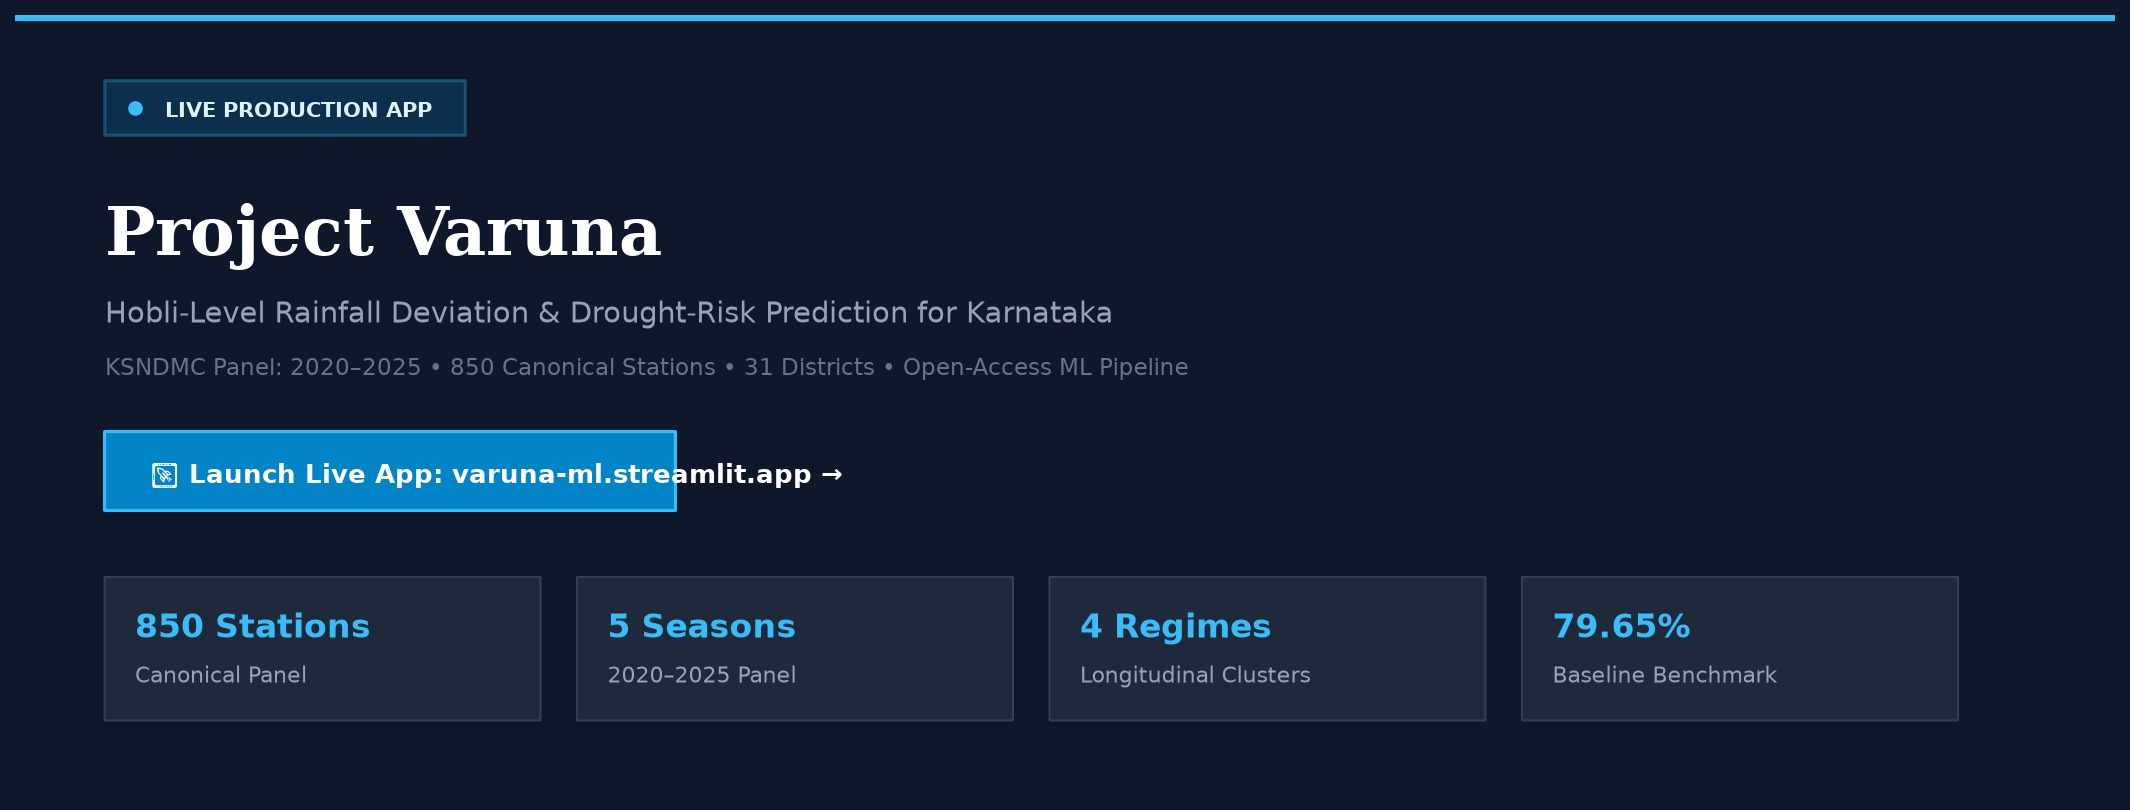 LIVE PRODUCTION APP
Project Varuna
Hobli-Level Rainfall Deviation & Drought-Risk Prediction for Karnataka
KSNDMC Panel: 2020–2025 • 850 Canonical Stations • 31 Districts • Open-Access ML Pipeline
🚀 Launch Live App: varuna-ml.streamlit.app →
850 Stations
Canonical Panel
5 Seasons
2020–2025 Panel
4 Regimes
Longitudinal Clusters
79.65%
Baseline Benchmark